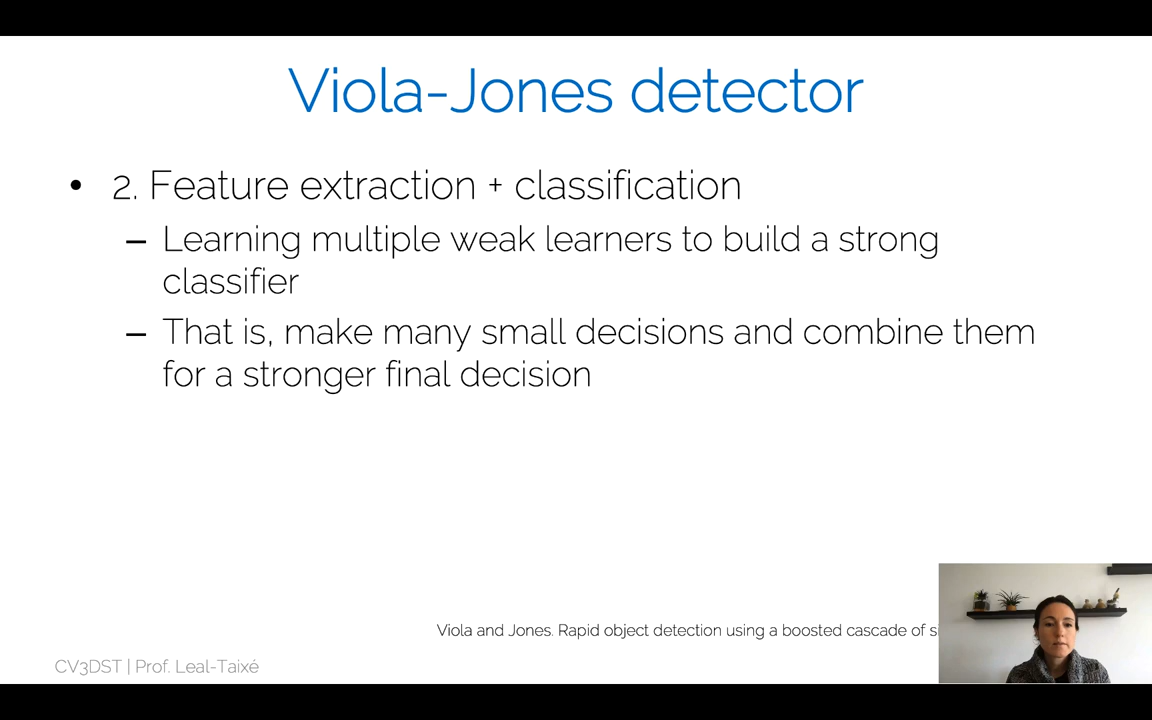 Viola-Jones detector
• 2. Feature extraction + classification
– Learning multiple weak learners to build a strong
classifier
– That is, make many small decisions and combine them
for a stronger final decision
Viola and Jones. Rapid object detection using a boosted cascade of
CV3DST | Prof. Leal-Taixé